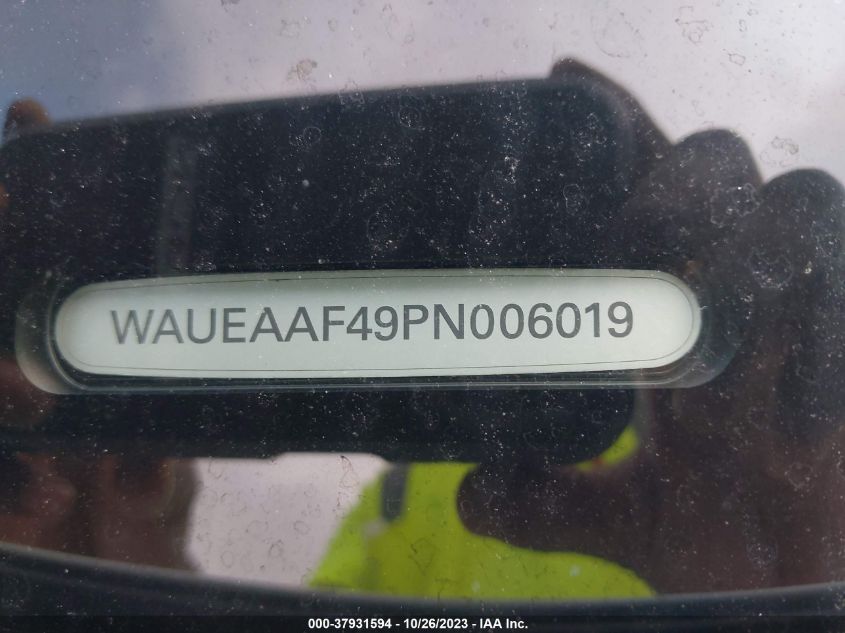 WAUEAAF49PN006019
000-37931594 - 10/26/2023 - IAA Inc.